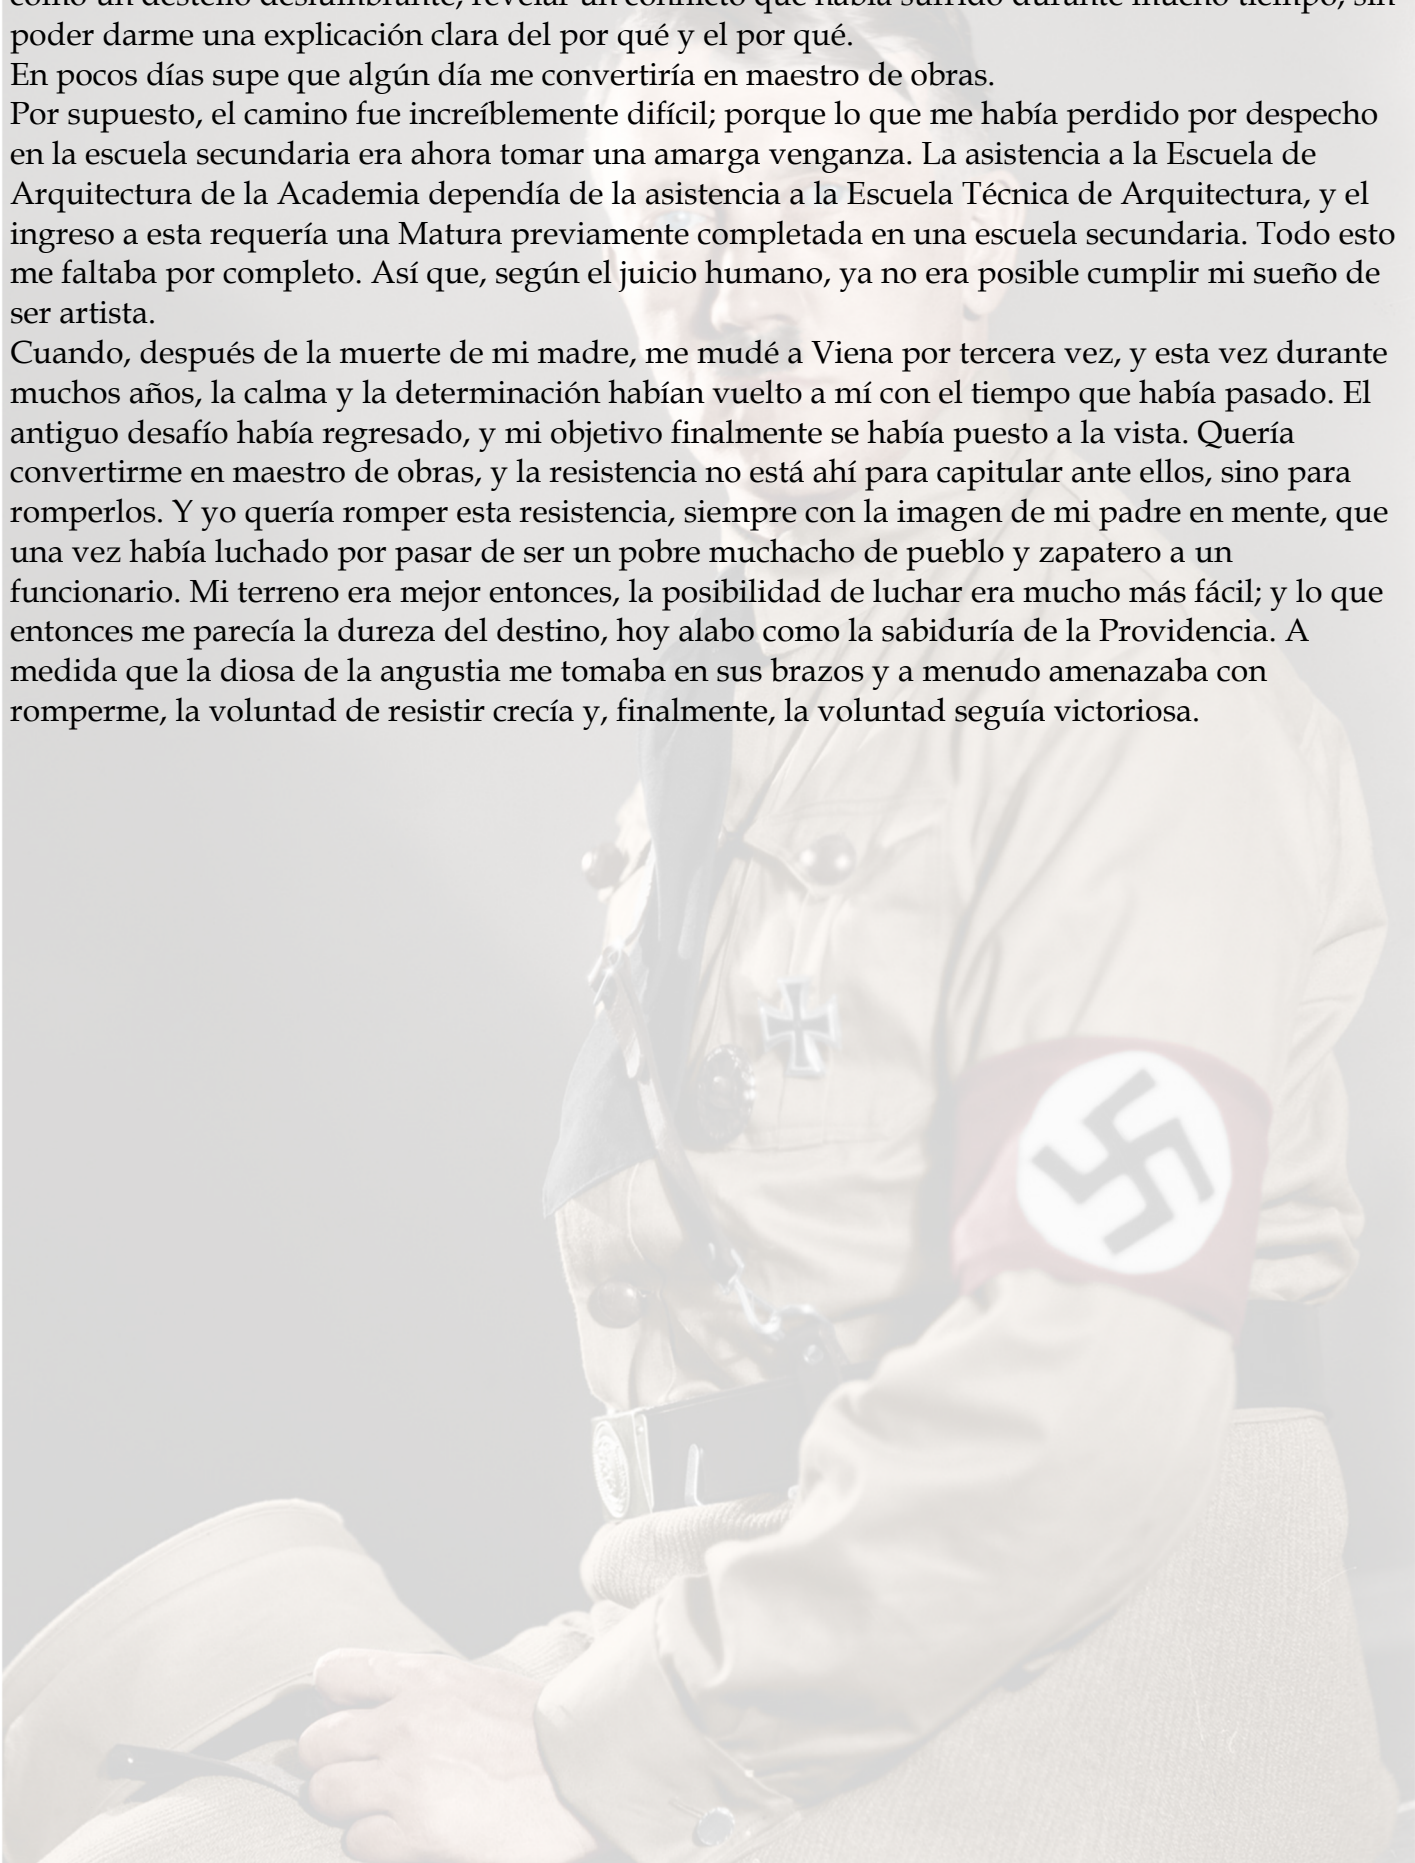 como un destello deslumbrante, revelar un conflicto que había sufrido durante mucho tiempo, sin
poder darme una explicación clara del por qué y el por qué.
En pocos días supe que algún día me convertiría en maestro de obras.
Por supuesto, el camino fue increíblemente difícil; porque lo que me había perdido por despecho
en la escuela secundaria era ahora tomar una amarga venganza. La asistencia a la Escuela de
Arquitectura de la Academia dependía de la asistencia a la Escuela Técnica de Arquitectura, y el
ingreso a esta requería una Matura previamente completada en una escuela secundaria. Todo esto
me faltaba por completo. Así que, según el juicio humano, ya no era posible cumplir mi sueño de
ser artista.
Cuando, después de la muerte de mi madre, me mudé a Viena por tercera vez, y esta vez durante
muchos años, la calma y la determinación habían vuelto a mí con el tiempo que había pasado. El
antiguo desafío había regresado, y mi objetivo finalmente se había puesto a la vista. Quería
convertirme en maestro de obras, y la resistencia no está ahí para capitular ante ellos, sino para
romperlos. Y yo quería romper esta resistencia, siempre con la imagen de mi padre en mente, que
una vez había luchado por pasar de ser un pobre muchacho de pueblo y zapatero a un
funcionario. Mi terreno era mejor entonces, la posibilidad de luchar era mucho más fácil; y lo que
entonces me parecía la dureza del destino, hoy alabo como la sabiduría de la Providencia. A
medida que la diosa de la angustia me tomaba en sus brazos y a menudo amenazaba con
romperme, la voluntad de resistir crecía y, finalmente, la voluntad seguía victoriosa.